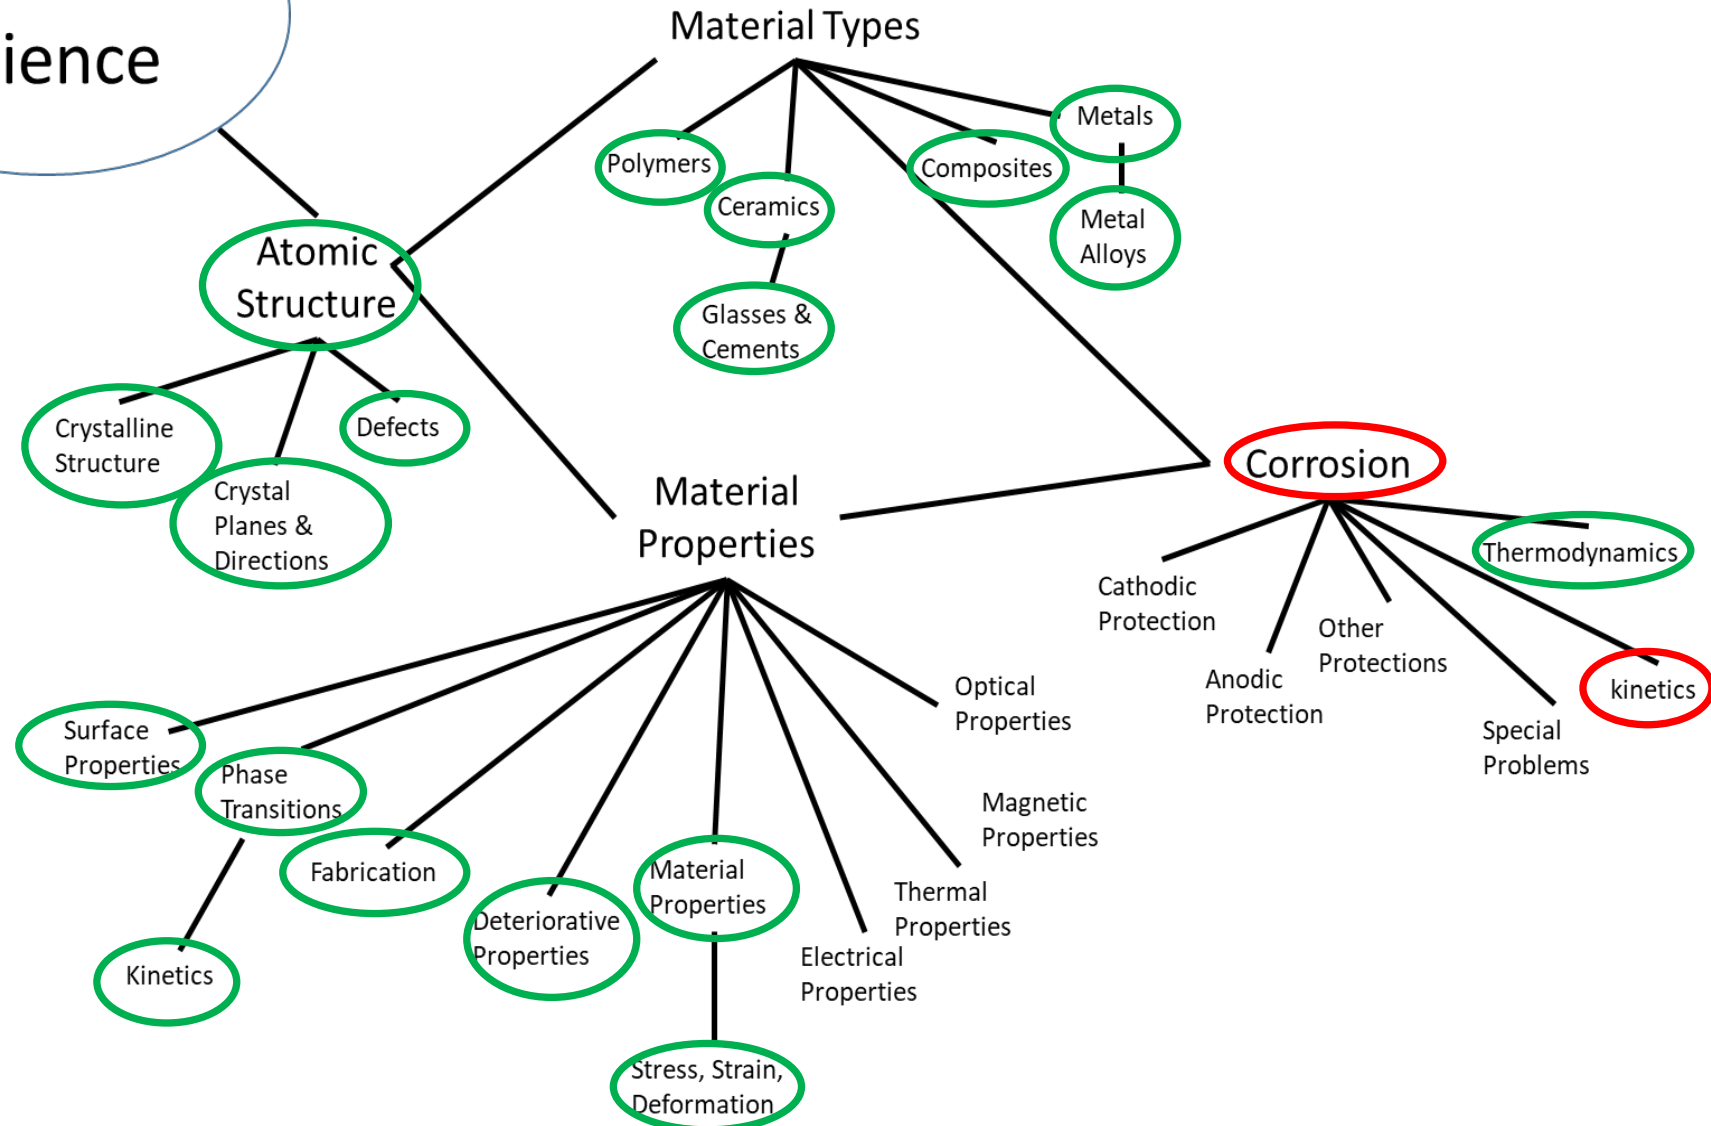 ience
Material Types
Metals
Polymers
Composites
Ceramics
Metal
Alloys
Atomic
Structure
Glasses &
Cements
Crystalline
Structure
Defects
Crystal
Planes &
Directions
Material
Properties
Corrosion
Thermodynamics
Cathodic
Protection
Other
Protections
Anodic
Protection
kinetics
Special
Problems
Optical
Properties
Surface
Properties
Phase
Transitions
Magnetic
Properties
Fabrication
Material
Properties
Thermal
Properties
Deteriorative
Properties
Electrical
Properties
Kinetics
Stress, Strain,
Deformation